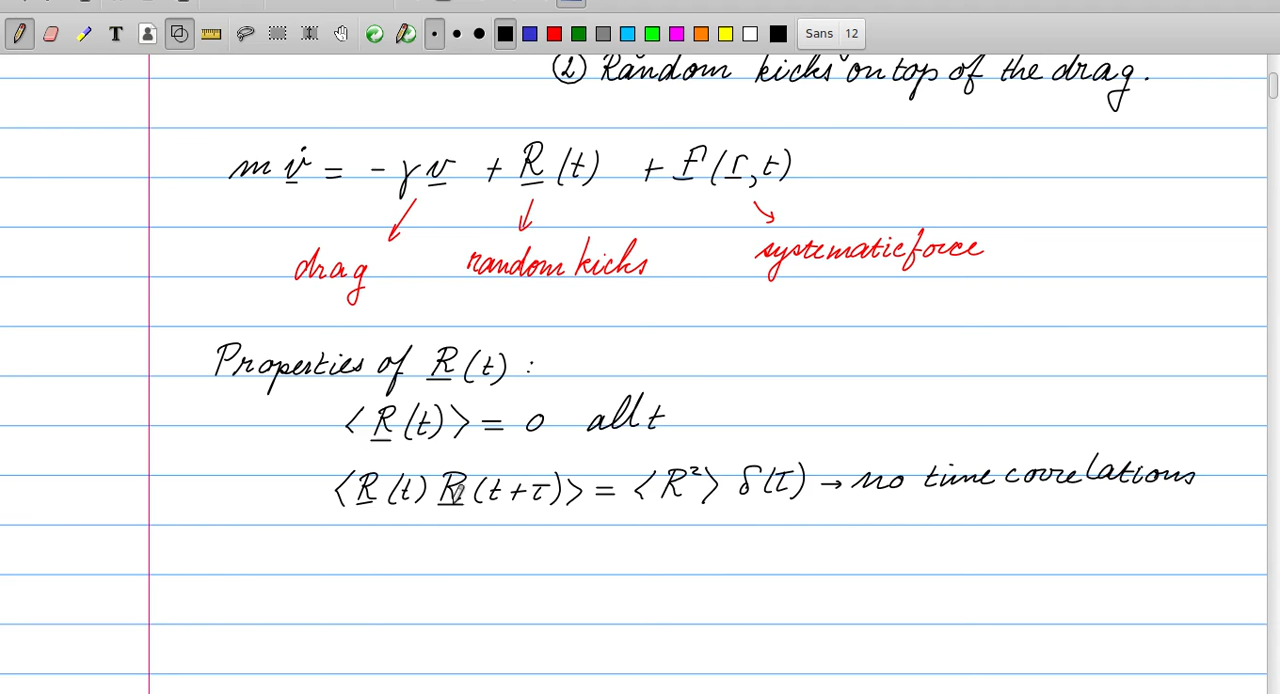 T Sans 12
② Random kicks on top of the drag.
m v̇ = - γ v + R (t) + F (r, t)
drag random kicks systematic force
Properties of R (t) :
< R (t) > = 0 all t
< R (t) R (t + τ) > = < R² > δ(τ) → no time correlations